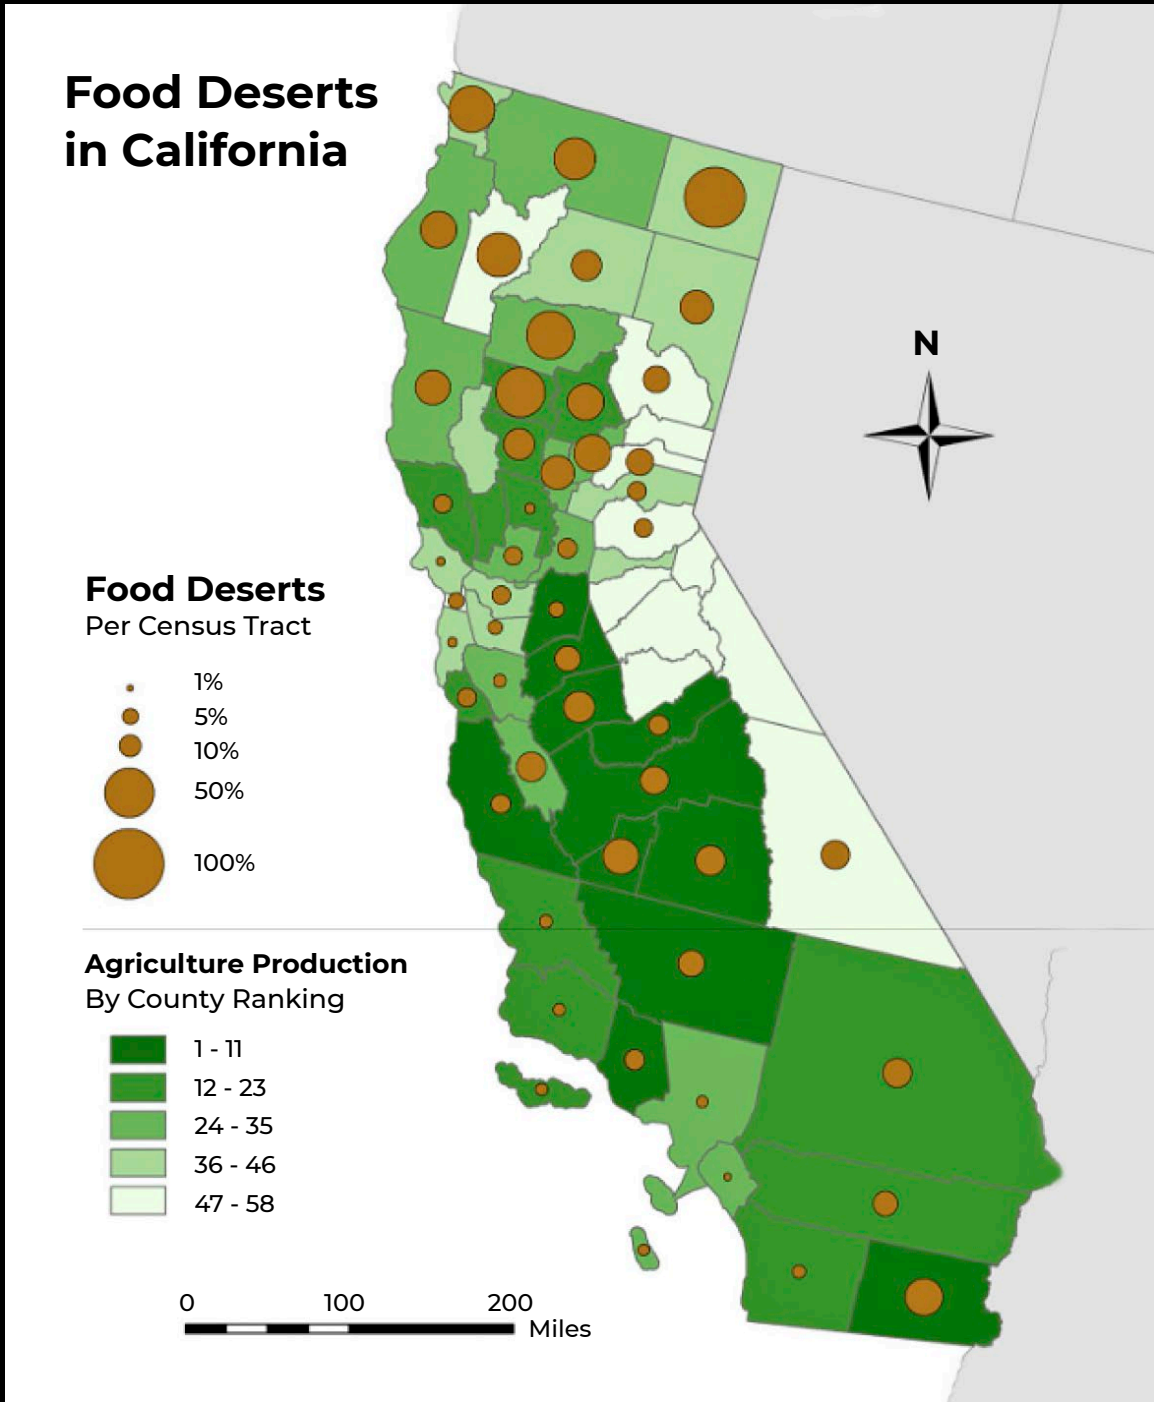 Food Deserts
in California
N
Food Deserts
Per Census Tract
1%
5%
10%
50%
100%
Agriculture Production
By County Ranking
1 - 11
12 - 23
24 - 35
36 - 46
47 - 58
0 100 200
Miles